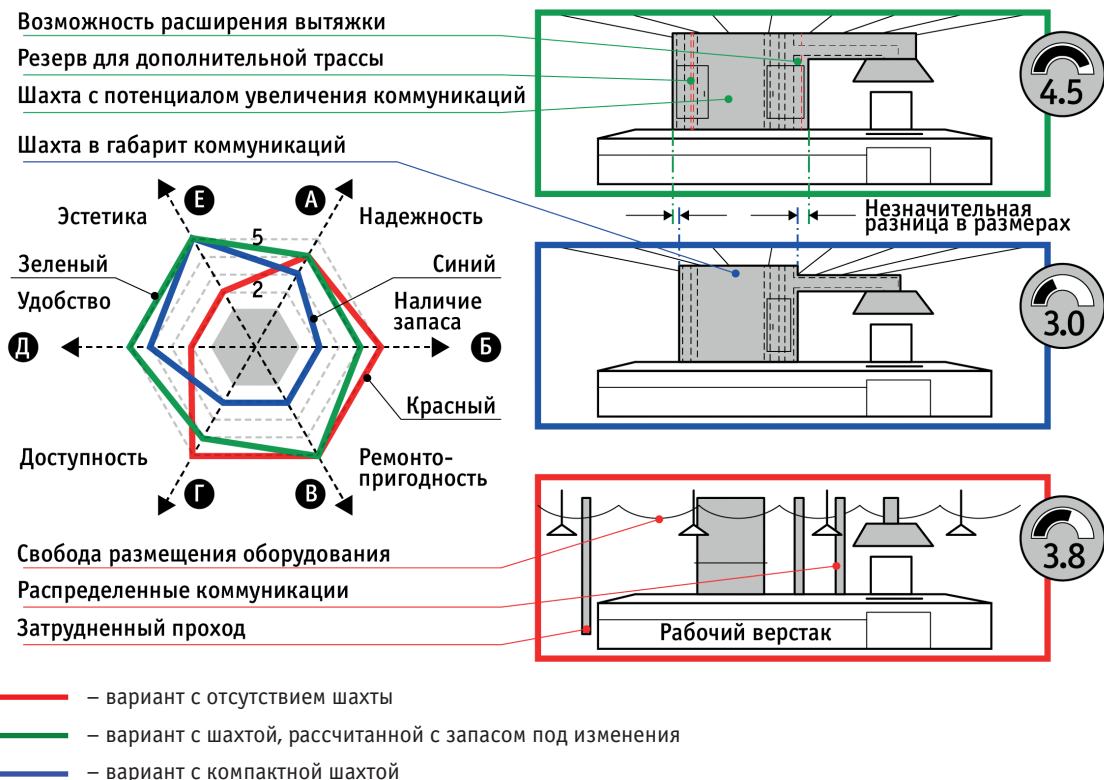 Возможность расширения вытяжки
Резерв для дополнительной трассы
Шахта с потенциалом увеличения коммуникаций
Шахта в габарит коммуникаций
4.5
Незначительная
разница в размерах
3.0
Е
А
Эстетика
Надежность
5
2
Зеленый
Синий
Удобство
Наличие
запаса
Д
Б
Красный
Доступность
Ремонто-
пригодность
Г
В
Свобода размещения оборудования
Распределенные коммуникации
Затрудненный проход
3.8
Рабочий верстак
– вариант с отсутствием шахты
– вариант с шахтой, рассчитанной с запасом под изменения
– вариант с компактной шахтой